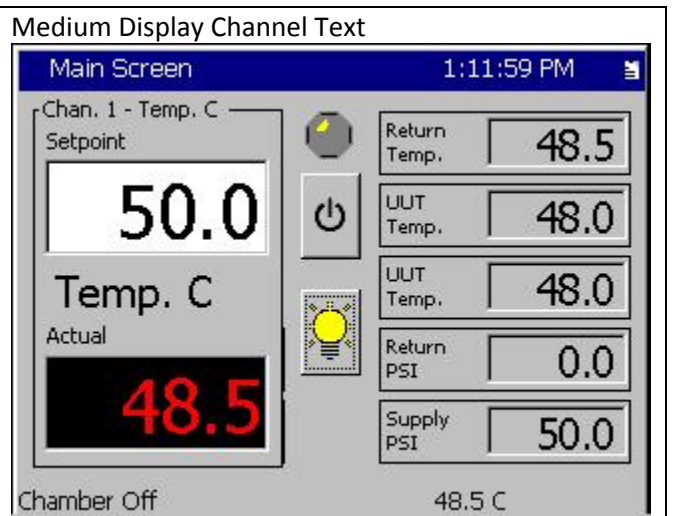 Medium Display Channel Text
Main Screen 1:11:59 PM
Chan. 1 - Temp. C
Setpoint
50.0
Temp. C
Actual
48.5
Return
Temp.
48.5
UUT
Temp.
48.0
UUT
Temp.
48.0
Return
PSI
0.0
Supply
PSI
50.0
Chamber Off 48.5 C